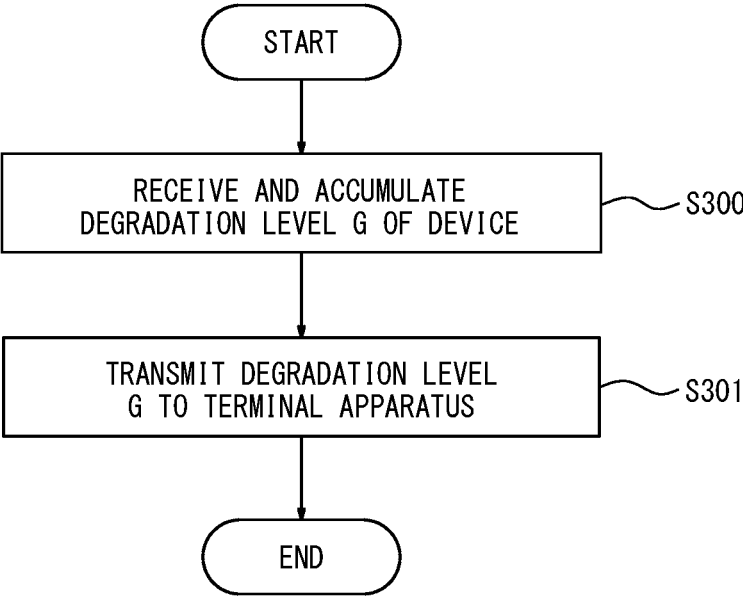 START
RECEIVE AND ACCUMULATE
DEGRADATION LEVEL G OF DEVICE
S300
TRANSMIT DEGRADATION LEVEL
G TO TERMINAL APPARATUS
S301
END